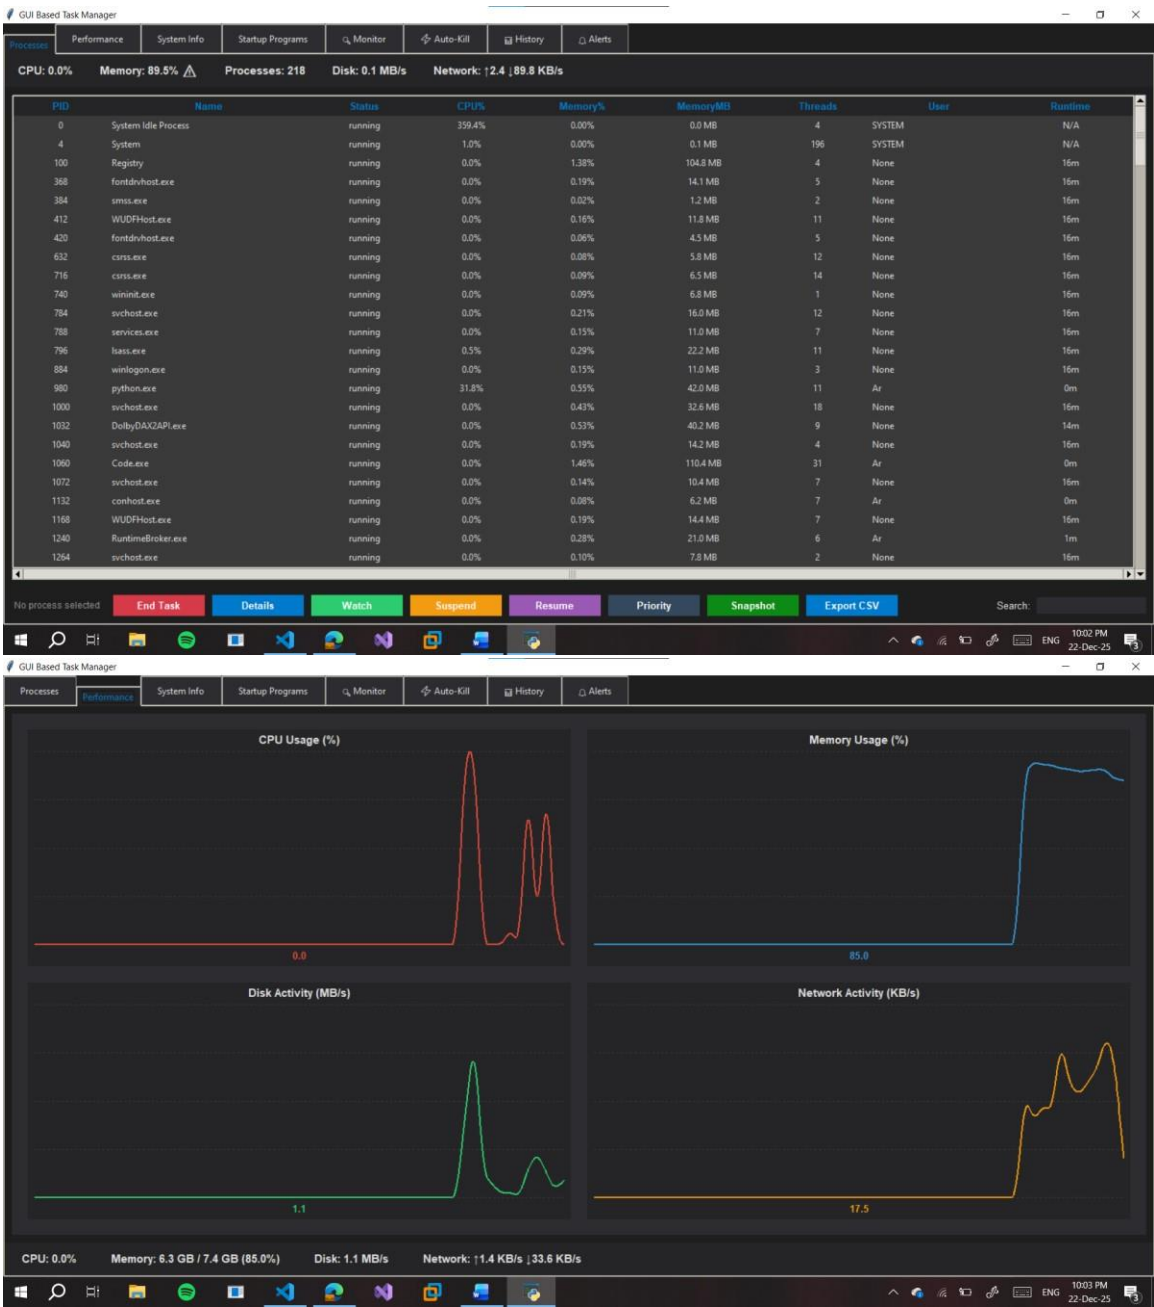 GUI Based Task Manager
Processes Performance System Info Startup Programs Monitor Auto-Kill History Alerts
CPU: 0.0% Memory: 89.5% ⚠ Processes: 218 Disk: 0.1 MB/s Network: ↑2.4 ↓89.8 KB/s
PID Name Status CPU% Memory% MemoryMB Threads User Runtime
0 System Idle Process running 359.4% 0.00% 0.0 MB 4 SYSTEM N/A
4 System running 1.0% 0.00% 0.1 MB 196 SYSTEM N/A
100 Registry running 0.0% 1.38% 104.8 MB 4 None 16m
368 fontdrvhost.exe running 0.0% 0.19% 14.1 MB 5 None 16m
384 smss.exe running 0.0% 0.02% 1.2 MB 2 None 16m
412 WUDFHost.exe running 0.0% 0.16% 11.8 MB 11 None 16m
420 fontdrvhost.exe running 0.0% 0.06% 4.5 MB 5 None 16m
632 csrss.exe running 0.0% 0.08% 5.8 MB 12 None 16m
716 csrss.exe running 0.0% 0.09% 6.5 MB 14 None 16m
740 wininit.exe running 0.0% 0.09% 6.8 MB 1 None 16m
784 svchost.exe running 0.0% 0.21% 16.0 MB 12 None 16m
788 services.exe running 0.0% 0.15% 11.0 MB 7 None 16m
796 lsass.exe running 0.5% 0.29% 22.2 MB 11 None 16m
884 winlogon.exe running 0.0% 0.15% 11.0 MB 3 None 16m
980 python.exe running 31.8% 0.55% 42.0 MB 11 Ar 0m
1000 svchost.exe running 0.0% 0.43% 32.6 MB 18 None 16m
1032 DolbyDAX2API.exe running 0.0% 0.53% 40.2 MB 9 None 14m
1040 svchost.exe running 0.0% 0.19% 14.2 MB 4 None 16m
1060 Code.exe running 0.0% 1.46% 110.4 MB 31 Ar 0m
1072 svchost.exe running 0.0% 0.14% 10.4 MB 7 None 16m
1132 conhost.exe running 0.0% 0.08% 6.2 MB 7 Ar 0m
1168 WUDFHost.exe running 0.0% 0.19% 14.4 MB 7 None 16m
1240 RuntimeBroker.exe running 0.0% 0.28% 21.0 MB 6 Ar 1m
1264 svchost.exe running 0.0% 0.10% 7.8 MB 2 None 16m
No process selected End Task Details Watch Suspend Resume Priority Snapshot Export CSV Search:
ENG 10:02 PM
22-Dec-25
3
GUI Based Task Manager
Processes Performance System Info Startup Programs Monitor Auto-Kill History Alerts
CPU Usage (%) Memory Usage (%)
0.0 85.0
Disk Activity (MB/s) Network Activity (KB/s)
1.1 17.5
CPU: 0.0% Memory: 6.3 GB / 7.4 GB (85.0%) Disk: 1.1 MB/s Network: ↑1.4 KB/s ↓33.6 KB/s
ENG 10:03 PM
22-Dec-25
3